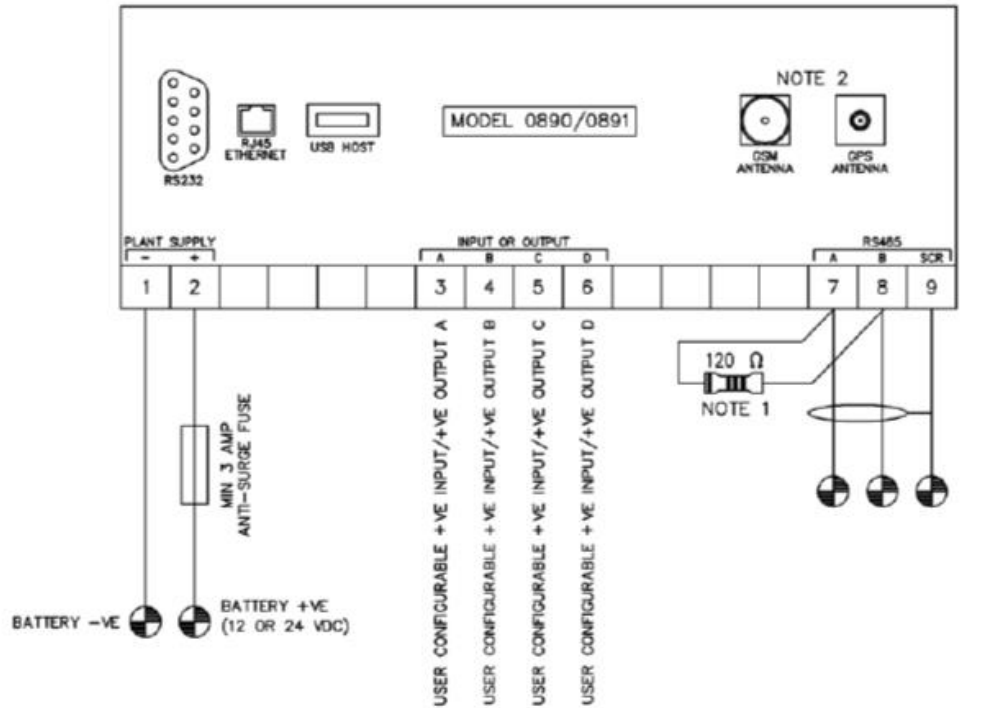 NOTE 2
MODEL 0890/0891
RS232
RJ45
ETHERNET
USB HOST
GSM
ANTENNA
GPS
ANTENNA
PLANT SUPPLY
- +
INPUT OR OUTPUT
A B C D
RS485
A B SCR
1 2 3 4 5 6 7 8 9
MIN 3 AMP
ANTI-SURGE FUSE
USER CONFIGURABLE +VE INPUT/+VE OUTPUT A
USER CONFIGURABLE +VE INPUT/+VE OUTPUT B
USER CONFIGURABLE +VE INPUT/+VE OUTPUT C
USER CONFIGURABLE +VE INPUT/+VE OUTPUT D
120 Ω
NOTE 1
BATTERY -VE
BATTERY +VE
(12 OR 24 VDC)